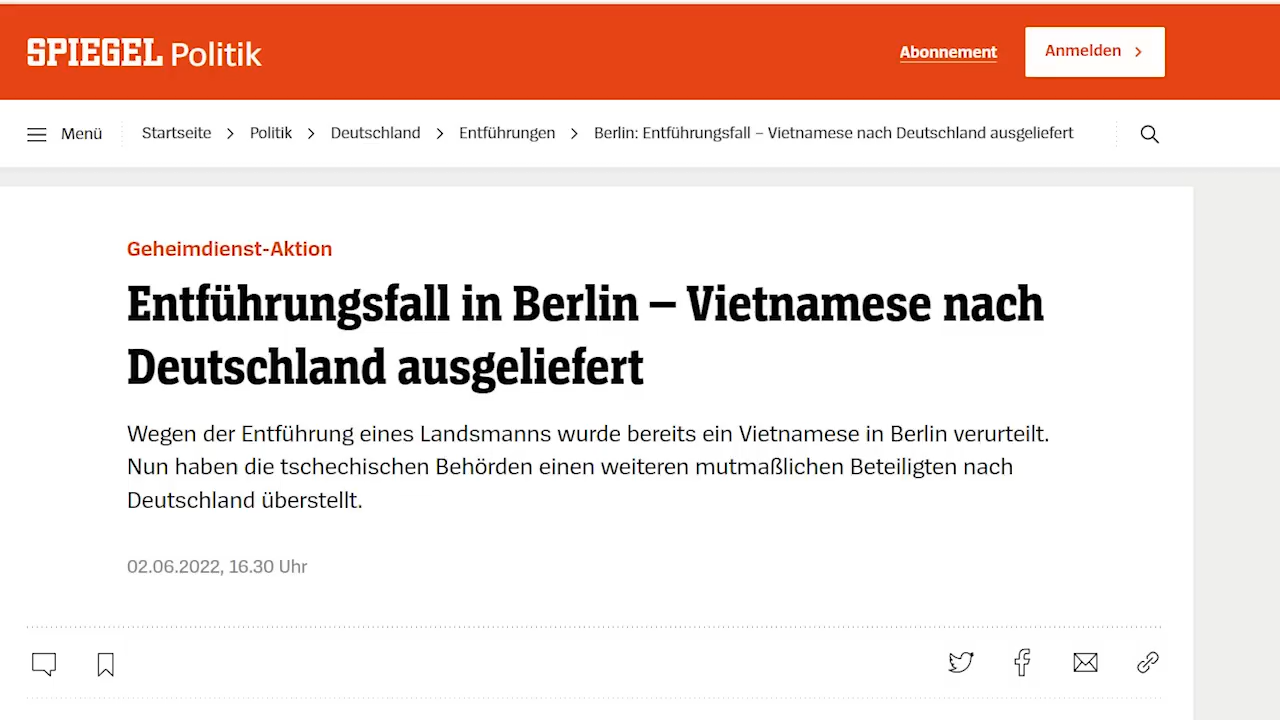 SPIEGEL Politik
Abonnement
Anmelden
Menü
Startseite
Politik
Deutschland
Entführungen
Berlin: Entführungsfall – Vietnamese nach Deutschland ausgeliefert
Geheimdienst-Aktion
Entführungsfall in Berlin – Vietnamese nach
Deutschland ausgeliefert
Wegen der Entführung eines Landsmanns wurde bereits ein Vietnamese in Berlin verurteilt.
Nun haben die tschechischen Behörden einen weiteren mutmaßlichen Beteiligten nach
Deutschland überstellt.
02.06.2022, 16.30 Uhr